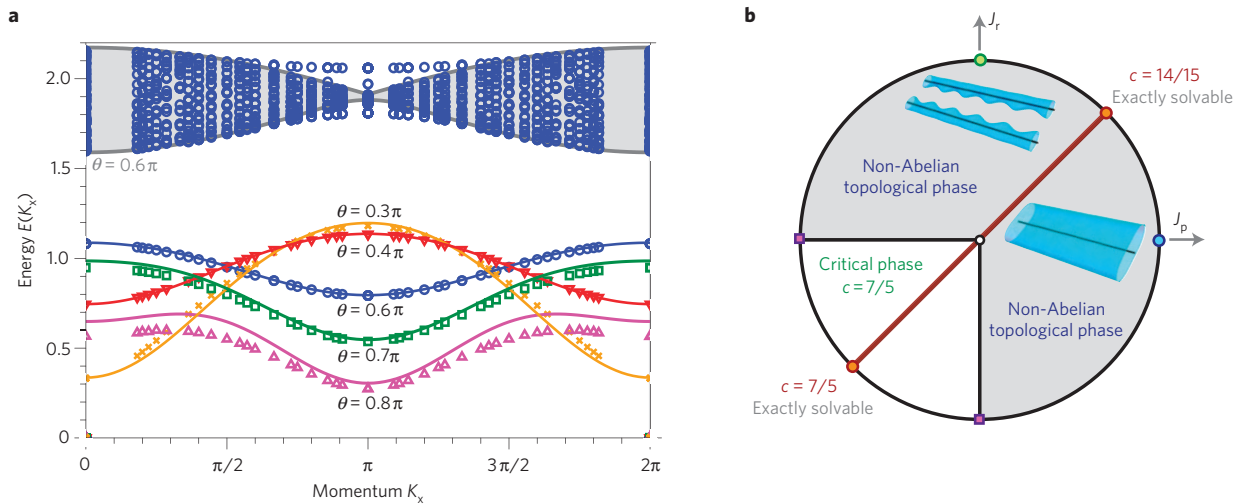 a
2.0
1.5
1.0
0.5
0
Energy E(Kₓ)
θ = 0.6π
θ = 0.3π
θ = 0.4π
θ = 0.6π
θ = 0.7π
θ = 0.8π
0
π/2
π
3π/2
2π
Momentum Kₓ
b
Jᵣ
c = 14/15
Exactly solvable
Non-Abelian
topological phase
Jₚ
Critical phase
c = 7/5
Non-Abelian
topological phase
c = 7/5
Exactly solvable